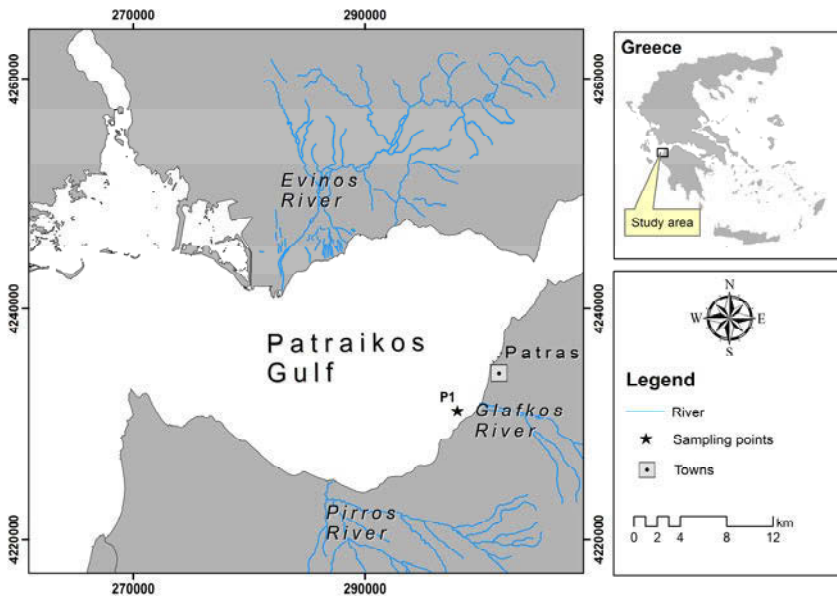 270000
290000
4260000
4260000
Evinos
River
4240000
4240000
Patraikos
Gulf
Patras
P1
Glafkos
River
Pirros
River
4220000
4220000
270000
290000
Greece
Study area
N
W
E
S
Legend
River
Sampling points
Towns
km
0 2 4 8 12